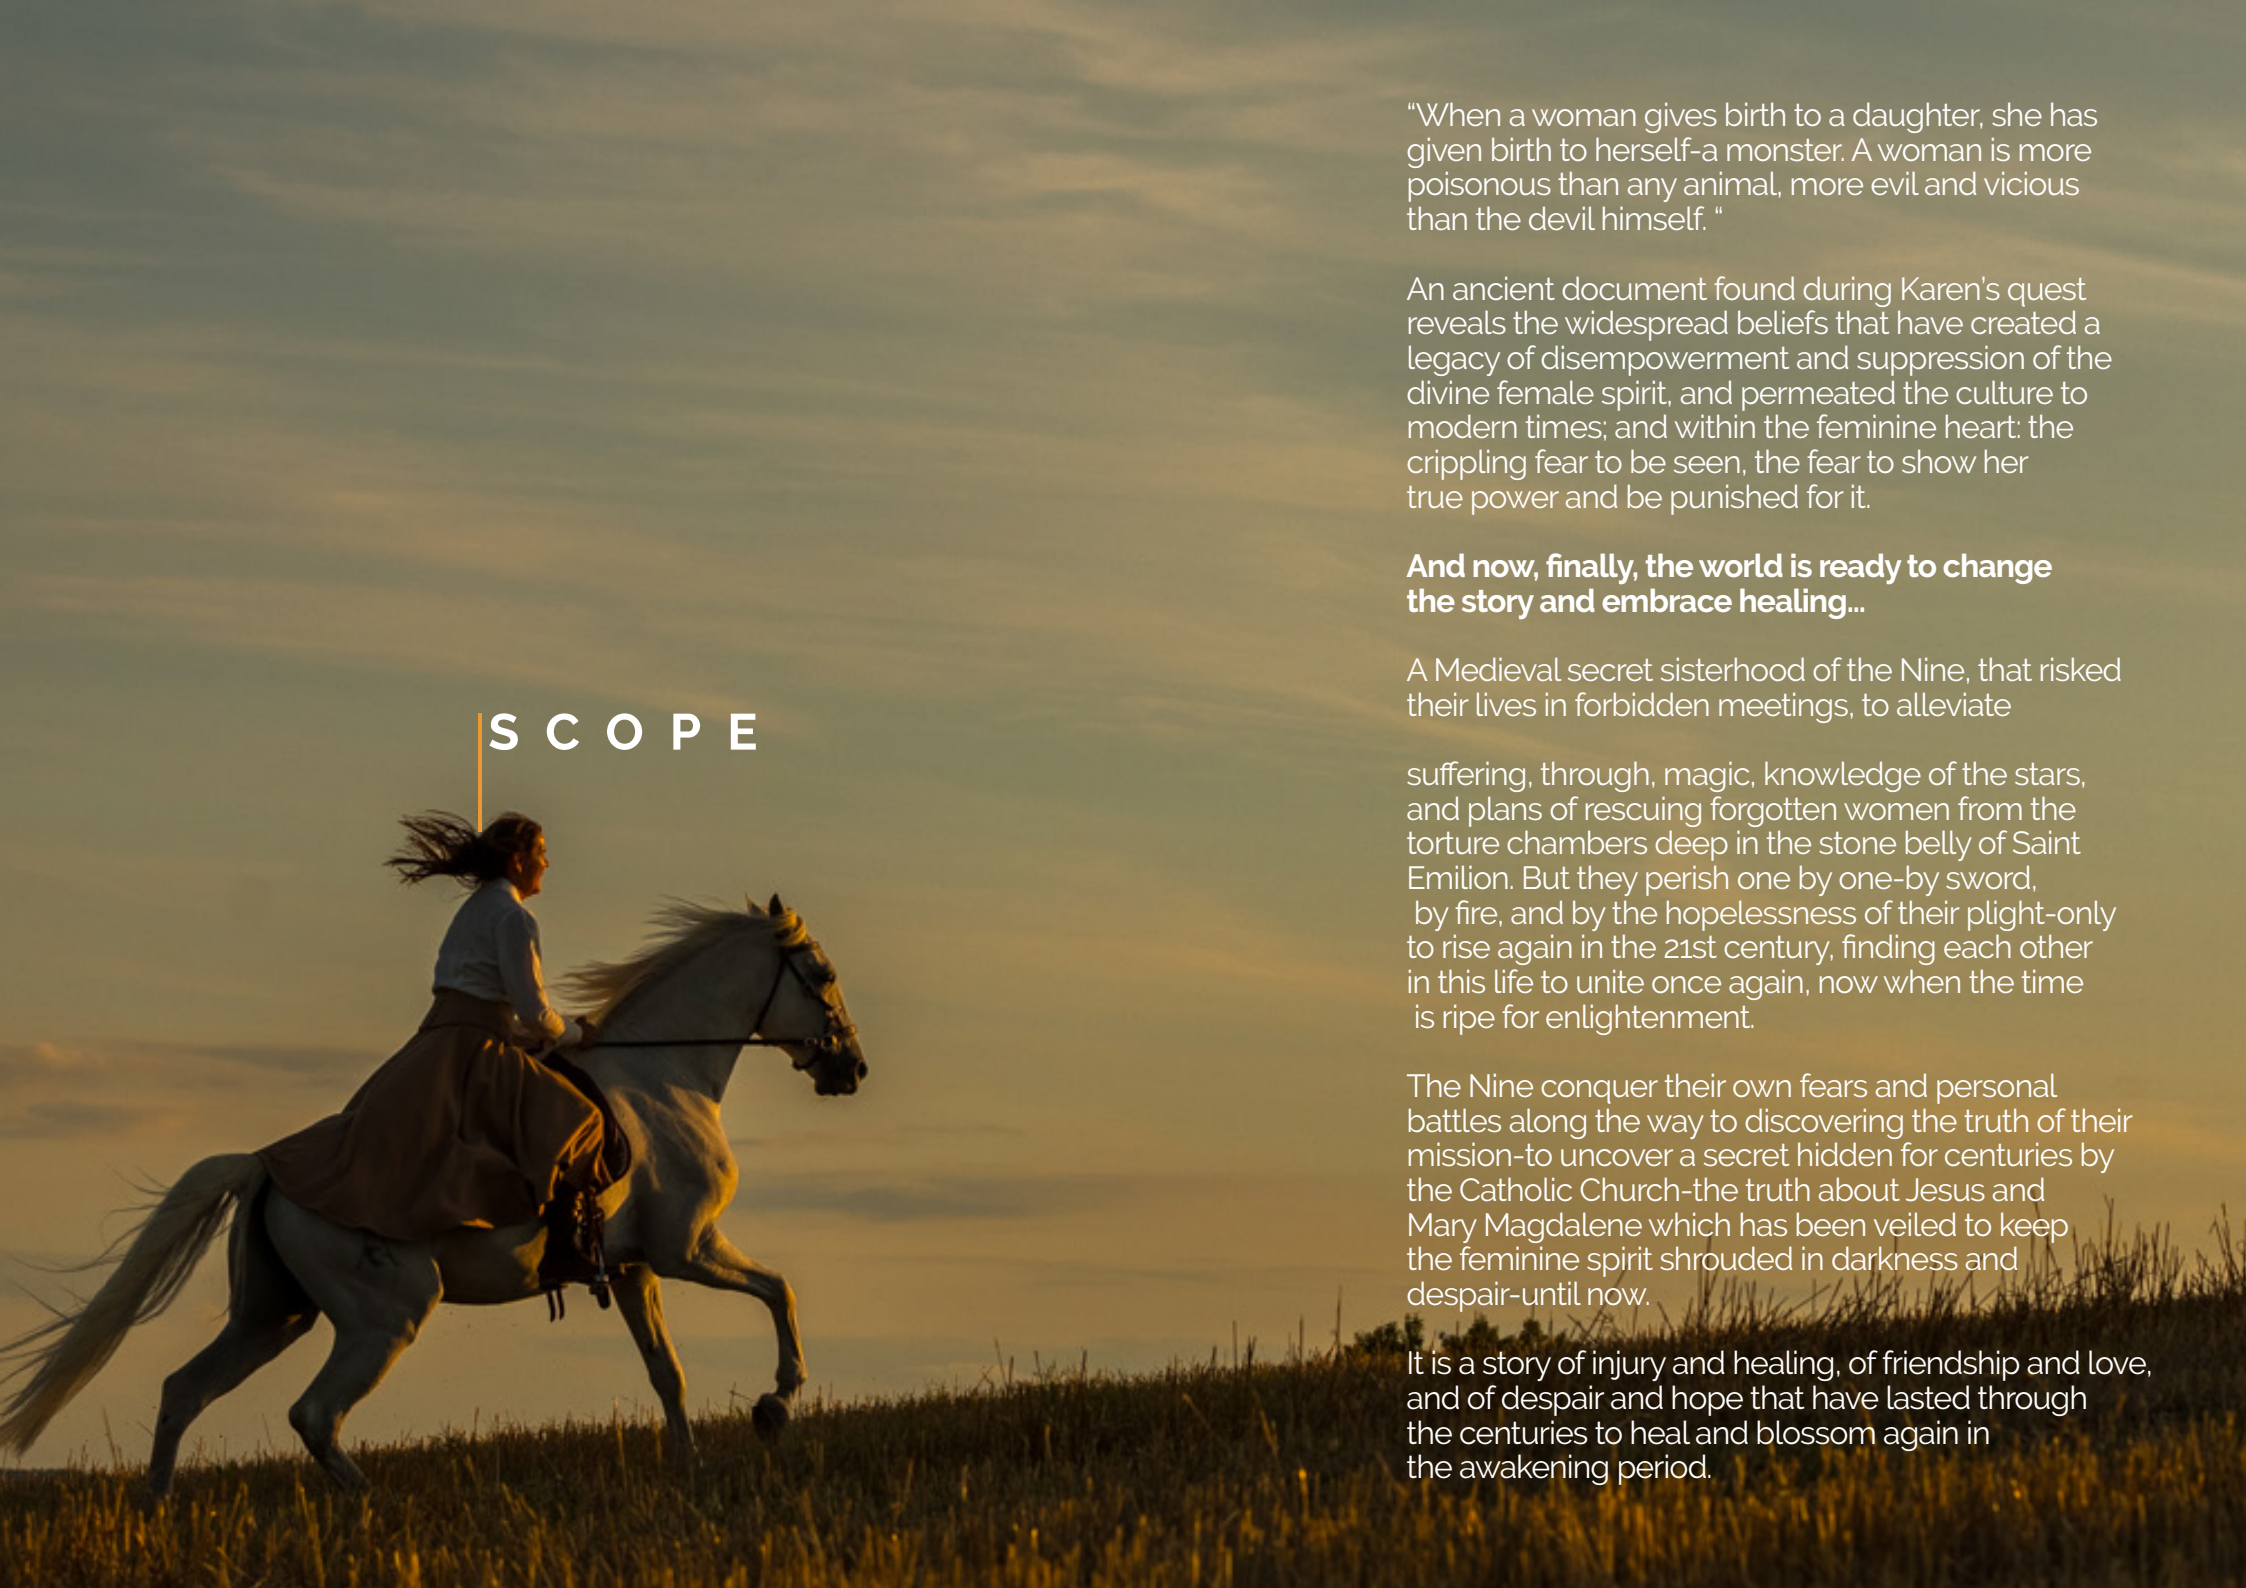 SCOPE
“When a woman gives birth to a daughter, she has
given birth to herself-a monster. A woman is more
poisonous than any animal, more evil and vicious
than the devil himself. “
An ancient document found during Karen's quest
reveals the widespread beliefs that have created a
legacy of disempowerment and suppression of the
divine female spirit, and permeated the culture to
modern times; and within the feminine heart: the
crippling fear to be seen, the fear to show her
true power and be punished for it.
And now, finally, the world is ready to change
the story and embrace healing...
A Medieval secret sisterhood of the Nine, that risked
their lives in forbidden meetings, to alleviate
suffering, through, magic, knowledge of the stars,
and plans of rescuing forgotten women from the
torture chambers deep in the stone belly of Saint
Emilion. But they perish one by one-by sword,
by fire, and by the hopelessness of their plight-only
to rise again in the 21st century, finding each other
in this life to unite once again, now when the time
is ripe for enlightenment.
The Nine conquer their own fears and personal
battles along the way to discovering the truth of their
mission-to uncover a secret hidden for centuries by
the Catholic Church-the truth about Jesus and
Mary Magdalene which has been veiled to keep
the feminine spirit shrouded in darkness and
despair-until now.
It is a story of injury and healing, of friendship and love,
and of despair and hope that have lasted through
the centuries to heal and blossom again in
the awakening period.